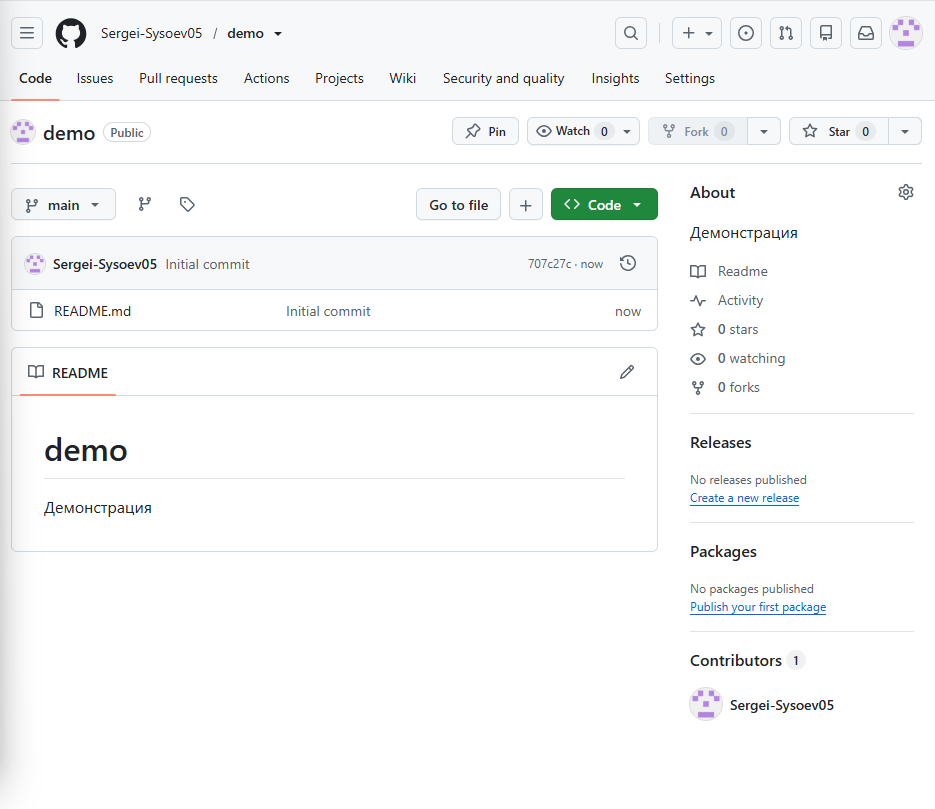 Sergei-Sysoev05 / demo
Code Issues Pull requests Actions Projects Wiki Security and quality Insights Settings
demo Public Pin Watch 0 Fork 0 Star 0
main Go to file Code
Sergei-Sysoev05 Initial commit 707c27c · now
README.md Initial commit now
README
demo
Демонстрация
About
Демонстрация
Readme
Activity
0 stars
0 watching
0 forks
Releases
No releases published
Create a new release
Packages
No packages published
Publish your first package
Contributors 1
Sergei-Sysoev05